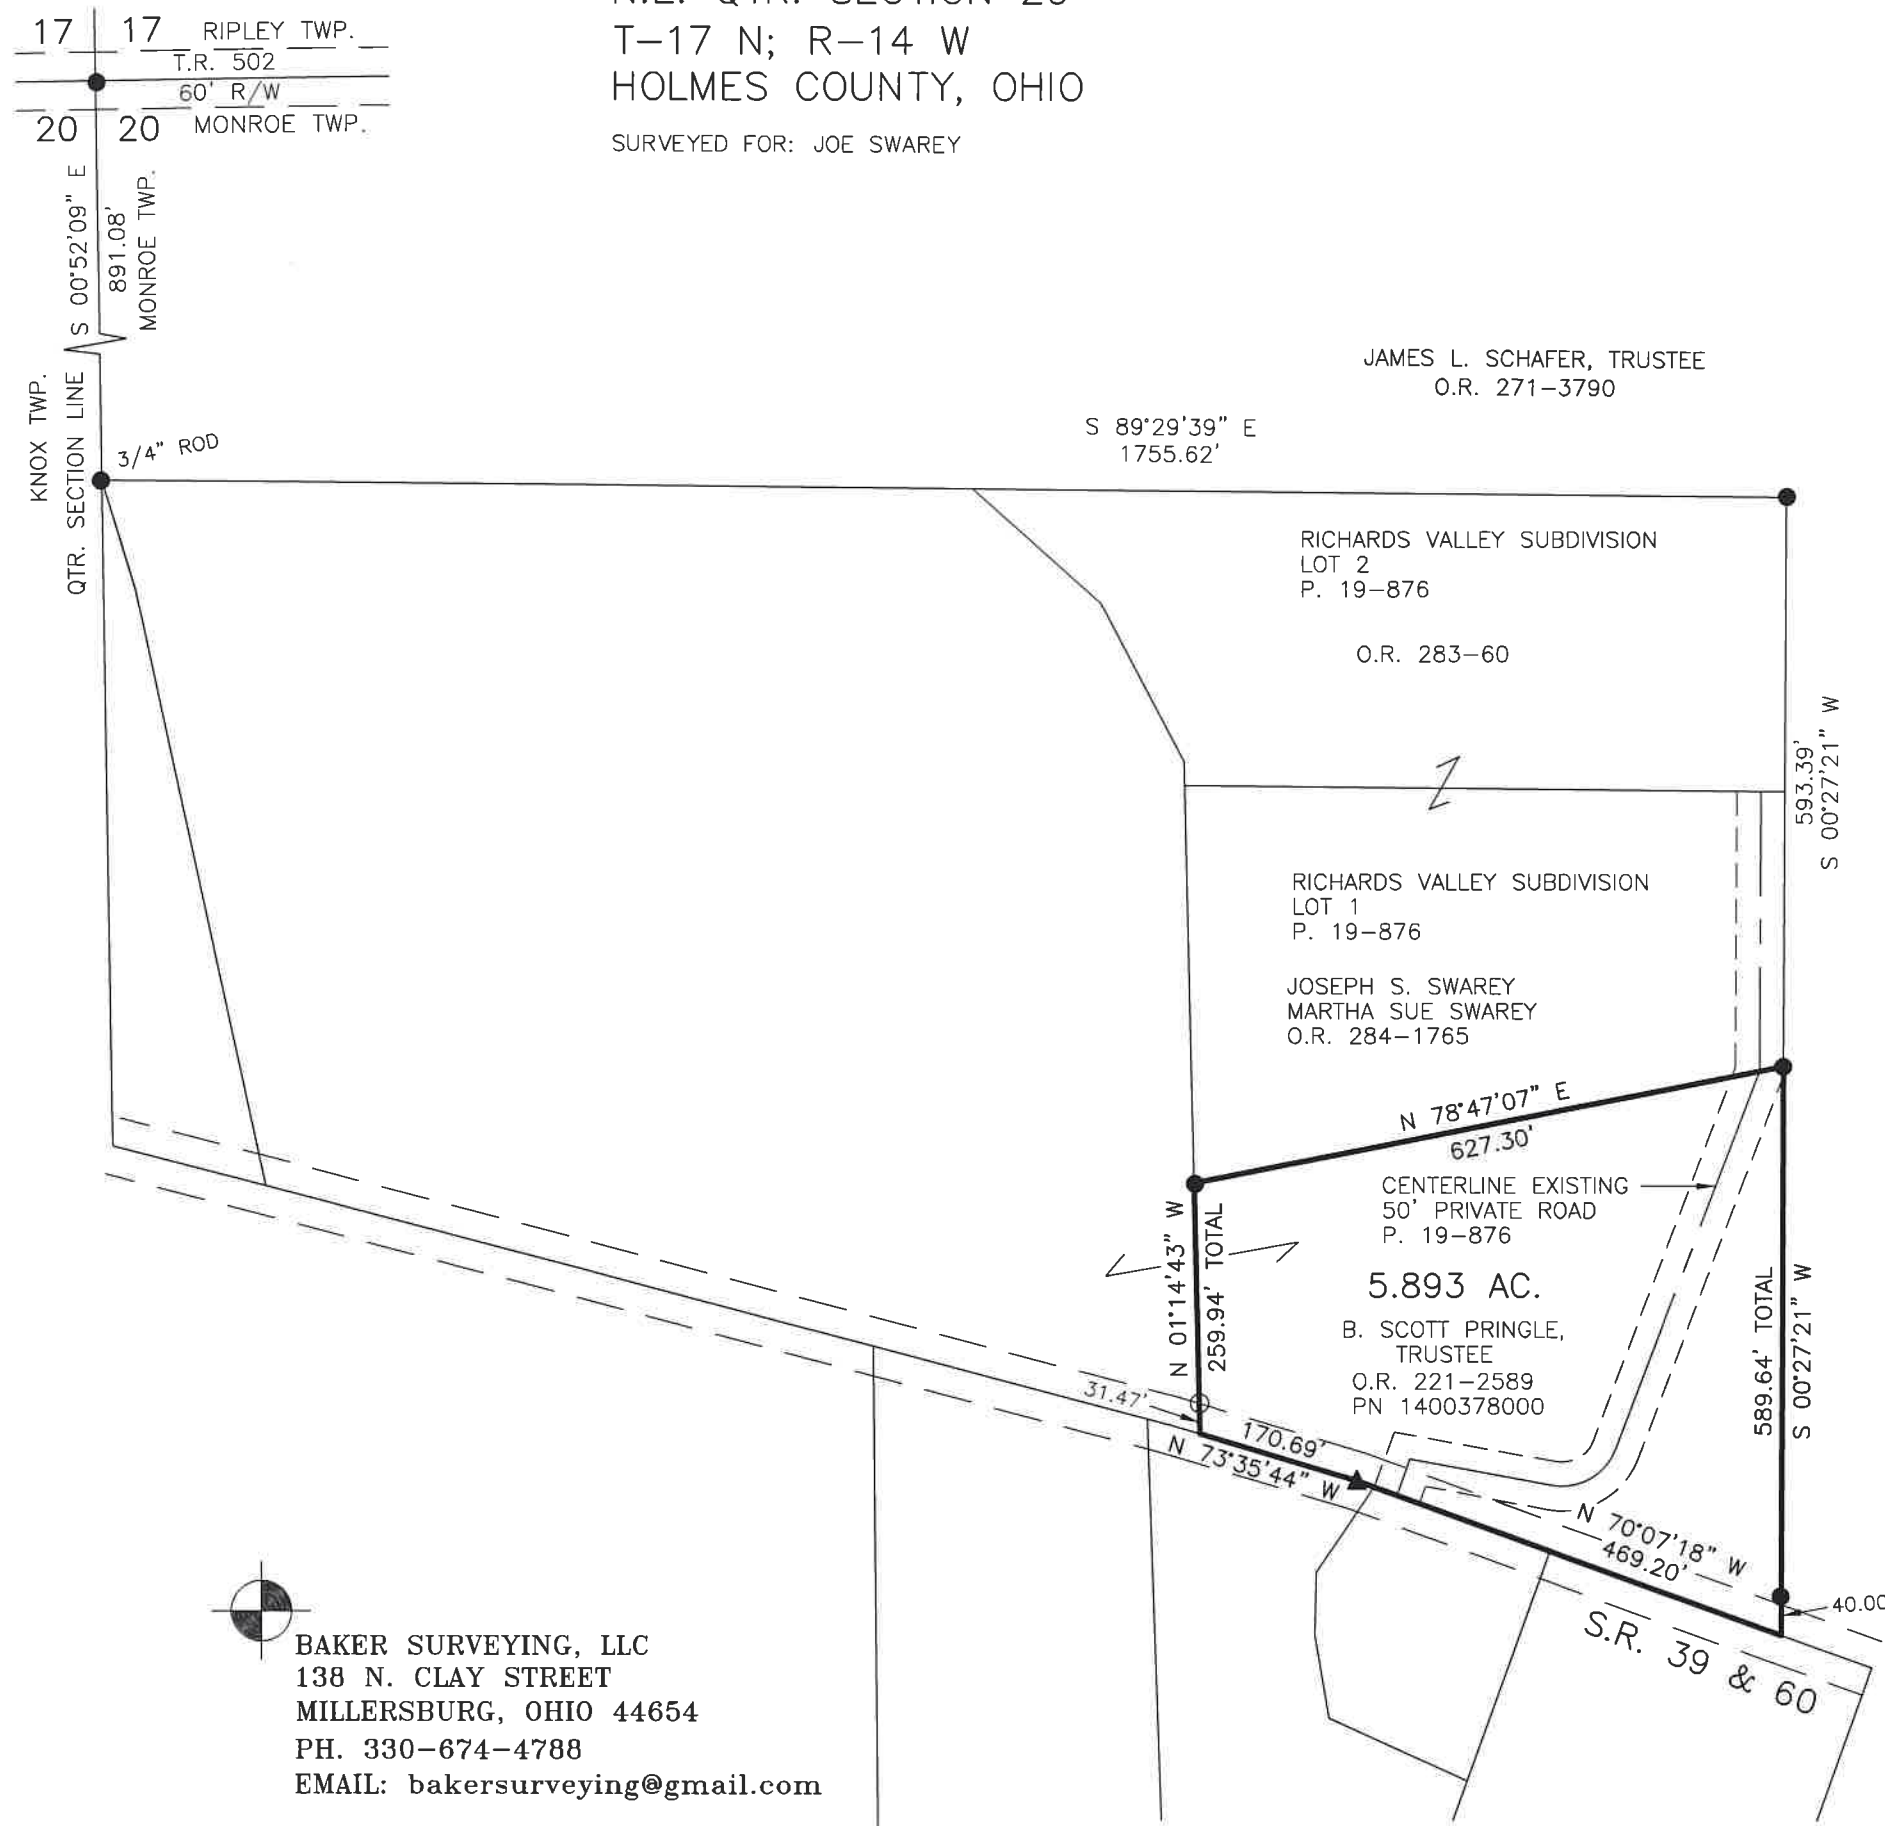 T-17 N; R-14 W
HOLMES COUNTY, OHIO
SURVEYED FOR: JOE SWAREY
17 17 RIPLEY TWP.
T.R. 502
60' R/W
20 20 MONROE TWP.
S 00°52'09" E
891.08'
MONROE TWP.
KNOX TWP.
QTR. SECTION LINE
3/4" ROD
JAMES L. SCHAFER, TRUSTEE
O.R. 271-3790
S 89°29'39" E
1755.62'
RICHARDS VALLEY SUBDIVISION
LOT 2
P. 19-876
O.R. 283-60
593.39'
S 00°27'21" W
RICHARDS VALLEY SUBDIVISION
LOT 1
P. 19-876
JOSEPH S. SWAREY
MARTHA SUE SWAREY
O.R. 284-1765
N 78°47'07" E
627.30'
CENTERLINE EXISTING
50' PRIVATE ROAD
P. 19-876
N 01°14'43" W
259.94' TOTAL
5.893 AC.
B. SCOTT PRINGLE,
TRUSTEE
O.R. 221-2589
PN 1400378000
589.64' TOTAL
S 00°27'21" W
31.47'
170.69'
N 73°35'44" W
N 70°07'18" W
469.20'
40.00
S.R. 39 & 60
BAKER SURVEYING, LLC
138 N. CLAY STREET
MILLERSBURG, OHIO 44654
PH. 330-674-4788
EMAIL: bakersurveying@gmail.com